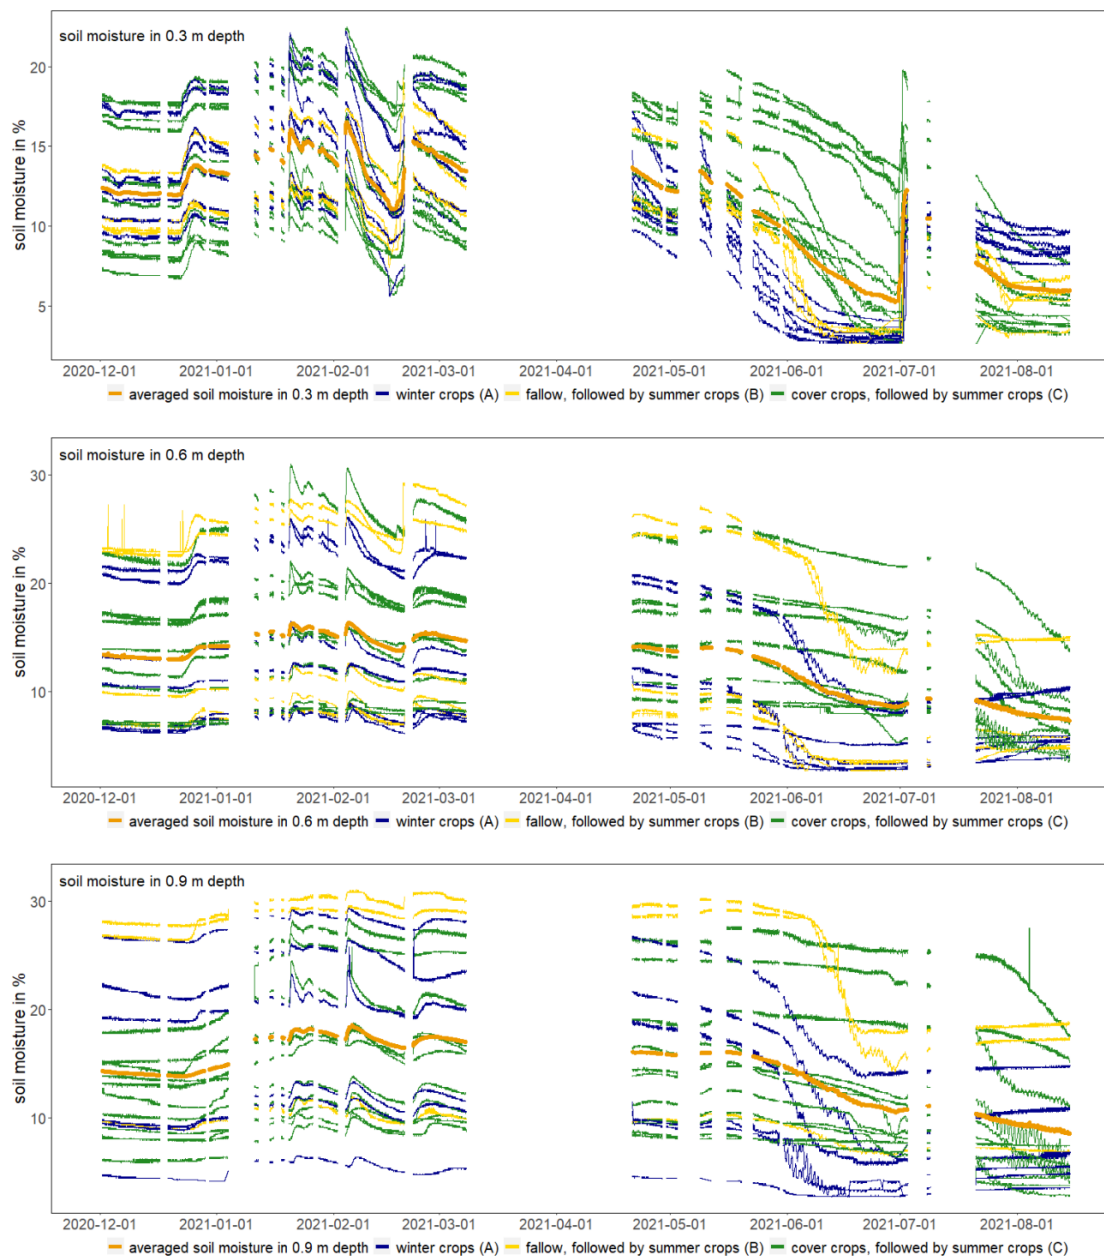 soil moisture in 0.3 m depth
soil moisture in %
20
15
10
5
2020-12-01 2021-01-01 2021-02-01 2021-03-01 2021-04-01 2021-05-01 2021-06-01 2021-07-01 2021-08-01
averaged soil moisture in 0.3 m depth winter crops (A) fallow, followed by summer crops (B) cover crops, followed by summer crops (C)
soil moisture in 0.6 m depth
soil moisture in %
30
20
10
2020-12-01 2021-01-01 2021-02-01 2021-03-01 2021-04-01 2021-05-01 2021-06-01 2021-07-01 2021-08-01
averaged soil moisture in 0.6 m depth winter crops (A) fallow, followed by summer crops (B) cover crops, followed by summer crops (C)
soil moisture in 0.9 m depth
soil moisture in %
30
20
10
2020-12-01 2021-01-01 2021-02-01 2021-03-01 2021-04-01 2021-05-01 2021-06-01 2021-07-01 2021-08-01
averaged soil moisture in 0.9 m depth winter crops (A) fallow, followed by summer crops (B) cover crops, followed by summer crops (C)